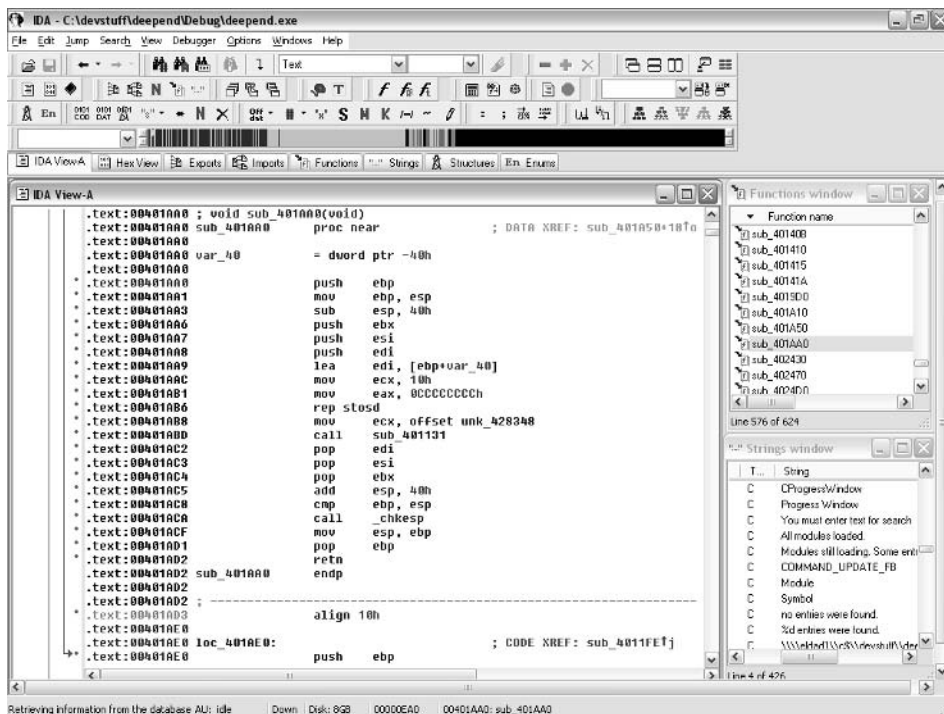 IDA - C:\devstuff\deepend\Debug\deepend.exe
File Edit Jump Search View Debugger Options Windows Help
Text
En
IDA View-A Hex View Exports Imports Functions Strings Structures En Enums
IDA View-A
.text:00401AA0 ; void sub_401AA0(void)
.text:00401AA0 sub_401AA0 proc near ; DATA XREF: sub_401A50+18↑o
.text:00401AA0
.text:00401AA0 var_40 = dword ptr -40h
.text:00401AA0
.text:00401AA0 push ebp
.text:00401AA1 mov ebp, esp
.text:00401AA3 sub esp, 40h
.text:00401AA6 push ebx
.text:00401AA7 push esi
.text:00401AA8 push edi
.text:00401AA9 lea edi, [ebp+var_40]
.text:00401AAC mov ecx, 10h
.text:00401AB1 mov eax, 0CCCCCCCCh
.text:00401AB6 rep stosd
.text:00401AB8 mov ecx, offset unk_428348
.text:00401ABD call sub_401131
.text:00401AC2 pop edi
.text:00401AC3 pop esi
.text:00401AC4 pop ebx
.text:00401AC5 add esp, 40h
.text:00401AC8 cmp ebp, esp
.text:00401ACA call _chkesp
.text:00401ACF mov esp, ebp
.text:00401AD1 pop ebp
.text:00401AD2 retn
.text:00401AD2 sub_401AA0 endp
.text:00401AD2
.text:00401AD2 ; ---------------------------------------------------------------------------
.text:00401AD3 align 10h
.text:00401AE0
.text:00401AE0 loc_401AE0: ; CODE XREF: sub_4011FE↑j
.text:00401AE0 push ebp
Functions window
Function name
sub_401408
sub_401410
sub_401415
sub_40141A
sub_4019D0
sub_401A10
sub_401A50
sub_401AA0
sub_402430
sub_402470
sub_4024D0
Line 576 of 624
Strings window
T... String
C CProgressWindow
C Progress Window
C You must enter text for search
C All modules loaded.
C Modules still loading. Some entr
C COMMAND_UPDATE_FB
C Module
C Symbol
C no entries were found.
C %d entries were found.
C
Line 4 of 426
Retrieving information from the database AU: idle Down Disk: 8GB 00000EA0 00401AA0: sub_401AA0